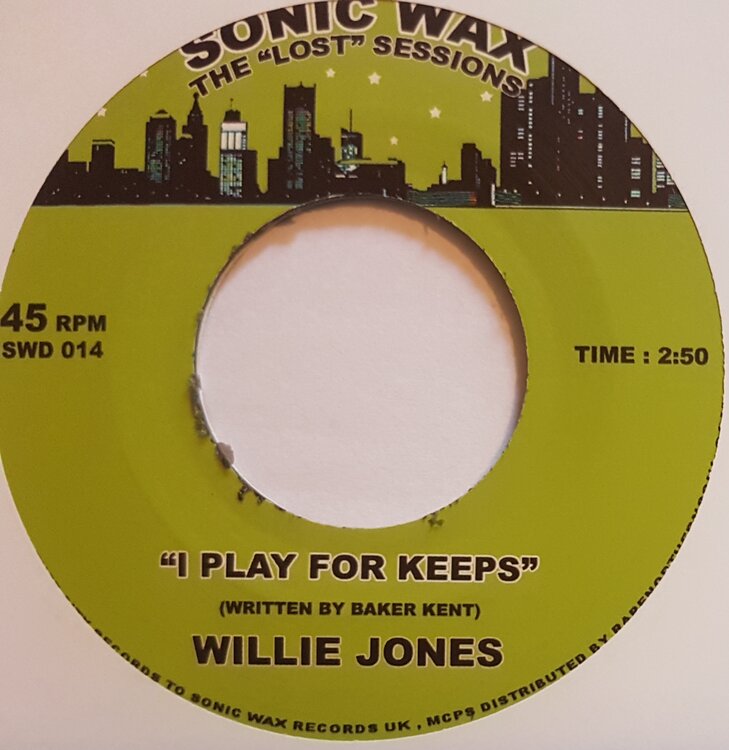 SONIC WAX
THE "LOST" SESSIONS
45 RPM
SWD 014
TIME : 2:50
"I PLAY FOR KEEPS"
(WRITTEN BY BAKER KENT)
WILLIE JONES
RECORDS TO SONIC WAX RECORDS UK , MCPS DISTRIBUTED BY